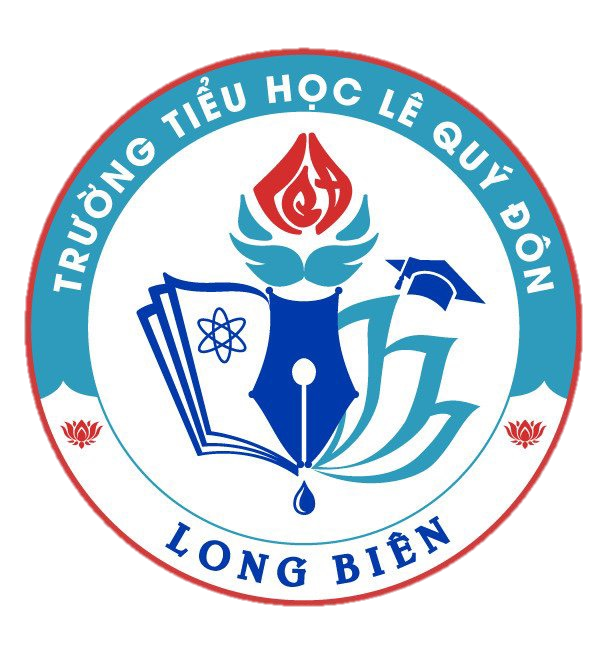 TRƯỜNG TIỂU HỌC LÊ QUÝ ĐÔN
LONG BIÊN